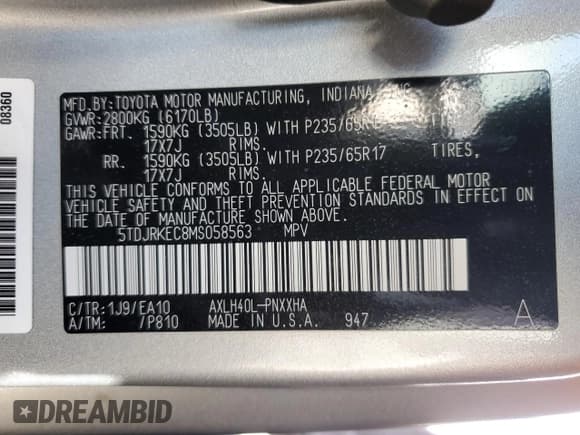 MFD.BY:TOYOTA MOTOR MANUFACTURING, INDIANA,
GVWR:2800KG (6170LB)
GAWR:FRT. 1590KG (3505LB) WITH P235/65R
17X7J RIMS.
RR. 1590KG (3505LB) WITH P235/65R17 TIRES,
17X7J RIMS.
THIS VEHICLE CONFORMS TO ALL APPLICABLE FEDERAL MOTOR
VEHICLE SAFETY AND THEFT PREVENTION STANDARDS IN EFFECT ON
THE DATE OF MANUFACTURE SHOWN ABOVE.
5TDJRKEC8MS058563 MPV
C/TR:1J9/EA10 AXLH40L-PNXXHA
A/TM: /P810 MADE IN U.S.A. 947 A
08360
DREAMBID